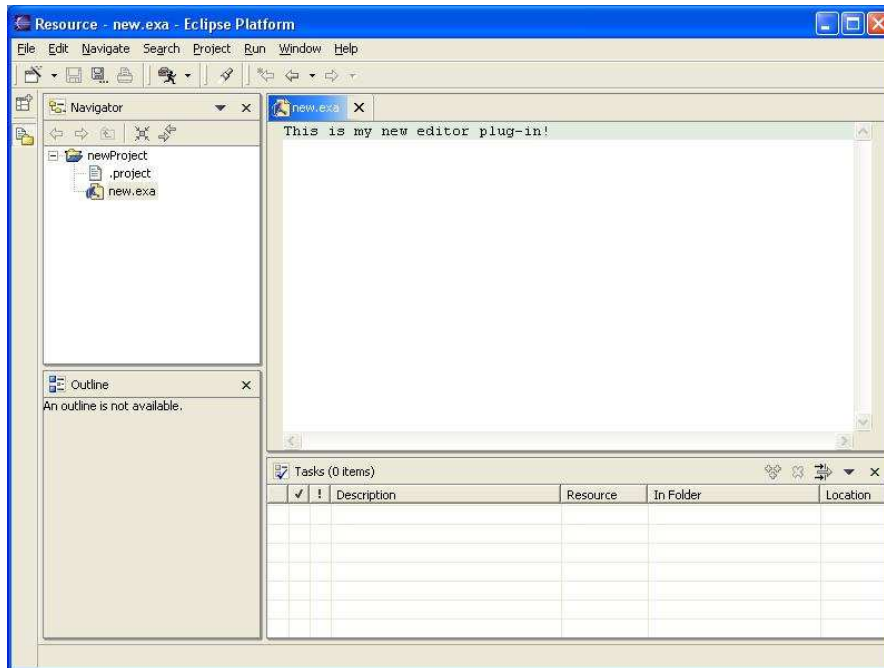 Resource - new.exa - Eclipse Platform
File Edit Navigate Search Project Run Window Help
Navigator
newProject
.project
new.exa
new.exa
This is my new editor plug-in!
Outline
An outline is not available.
Tasks (0 items)
! Description Resource In Folder Location